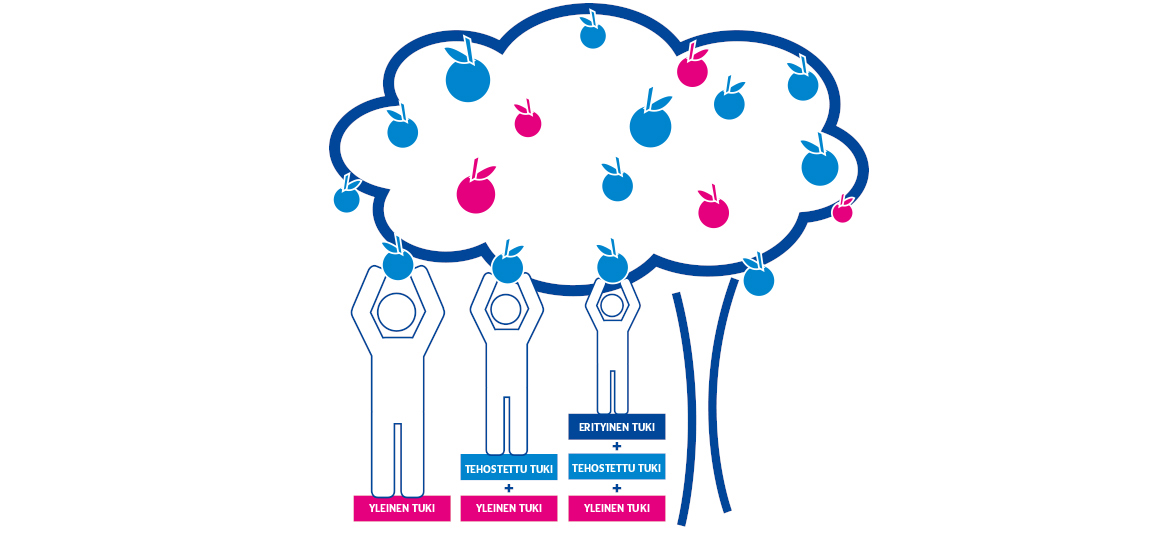 ERITYINEN TUKI
+
TEHOSTETTU TUKI
TEHOSTETTU TUKI
+
+
YLEINEN TUKI
YLEINEN TUKI
YLEINEN TUKI